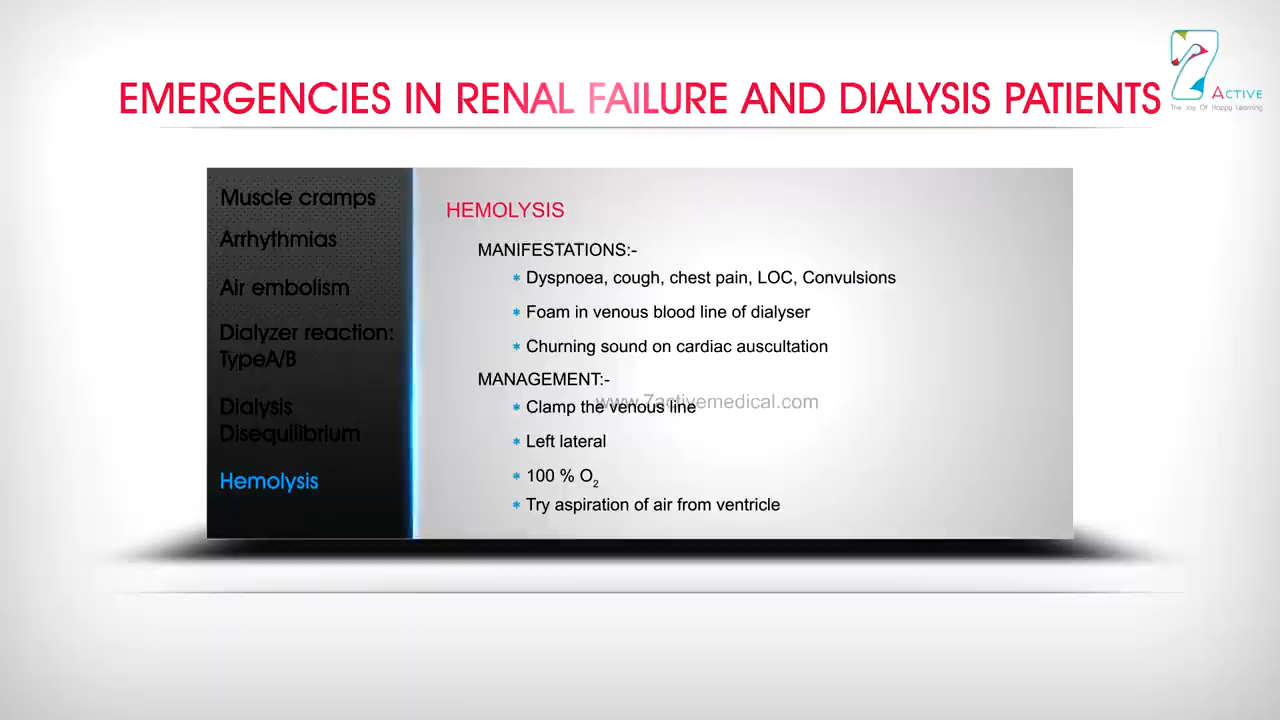 EMERGENCIES IN RENAL FAILURE AND DIALYSIS PATIENTS
7 ACTIVE
The Joy Of Happy Learning
Muscle cramps
Arrhythmias
Air embolism
Dialyzer reaction:
TypeA/B
Dialysis
Disequilibrium
Hemolysis
HEMOLYSIS
MANIFESTATIONS:-
* Dyspnoea, cough, chest pain, LOC, Convulsions
* Foam in venous blood line of dialyser
* Churning sound on cardiac auscultation
MANAGEMENT:-
www.7activemedical.com
* Clamp the venous line
* Left lateral
* 100 % O2
* Try aspiration of air from ventricle